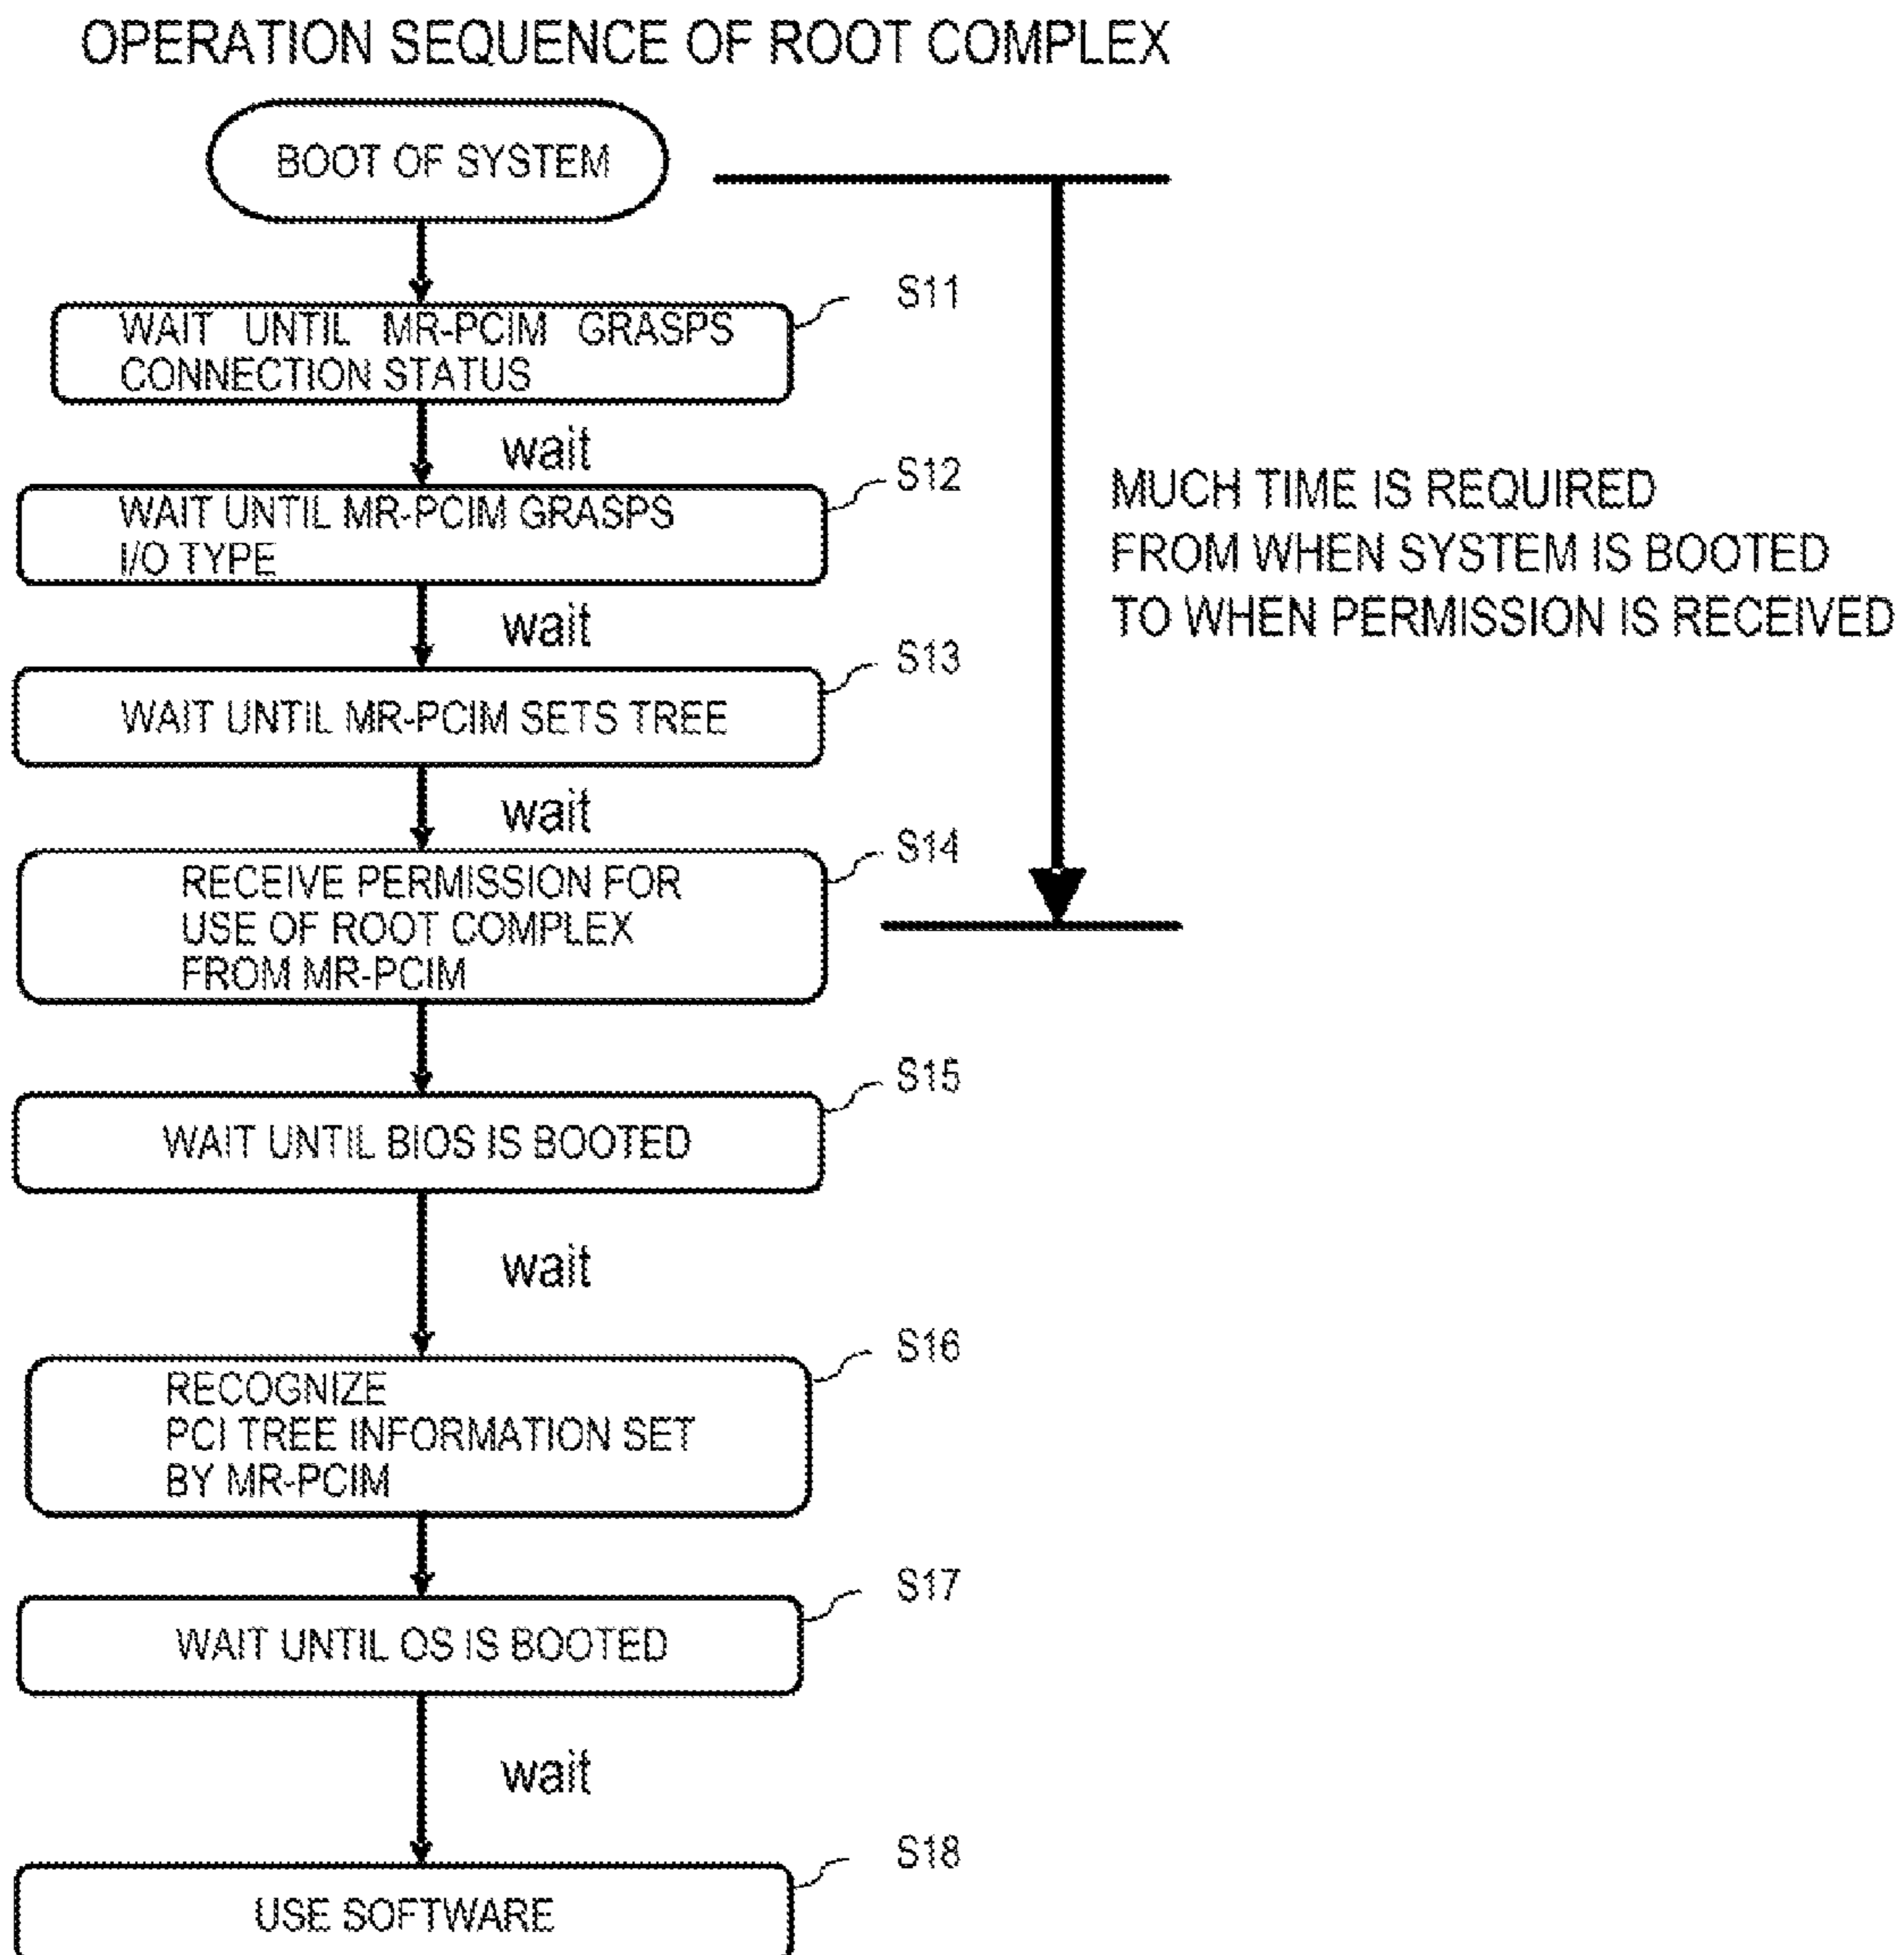 OPERATION SEQUENCE OF ROOT COMPLEX
BOOT OF SYSTEM
S11
WAIT UNTIL MR-PCIM GRASPS
CONNECTION STATUS
wait
S12
WAIT UNTIL MR-PCIM GRASPS
I/O TYPE
wait
S13
WAIT UNTIL MR-PCIM SETS TREE
wait
S14
RECEIVE PERMISSION FOR
USE OF ROOT COMPLEX
FROM MR-PCIM
MUCH TIME IS REQUIRED
FROM WHEN SYSTEM IS BOOTED
TO WHEN PERMISSION IS RECEIVED
S15
WAIT UNTIL BIOS IS BOOTED
wait
S16
RECOGNIZE
PCI TREE INFORMATION SET
BY MR-PCIM
S17
WAIT UNTIL OS IS BOOTED
wait
S18
USE SOFTWARE